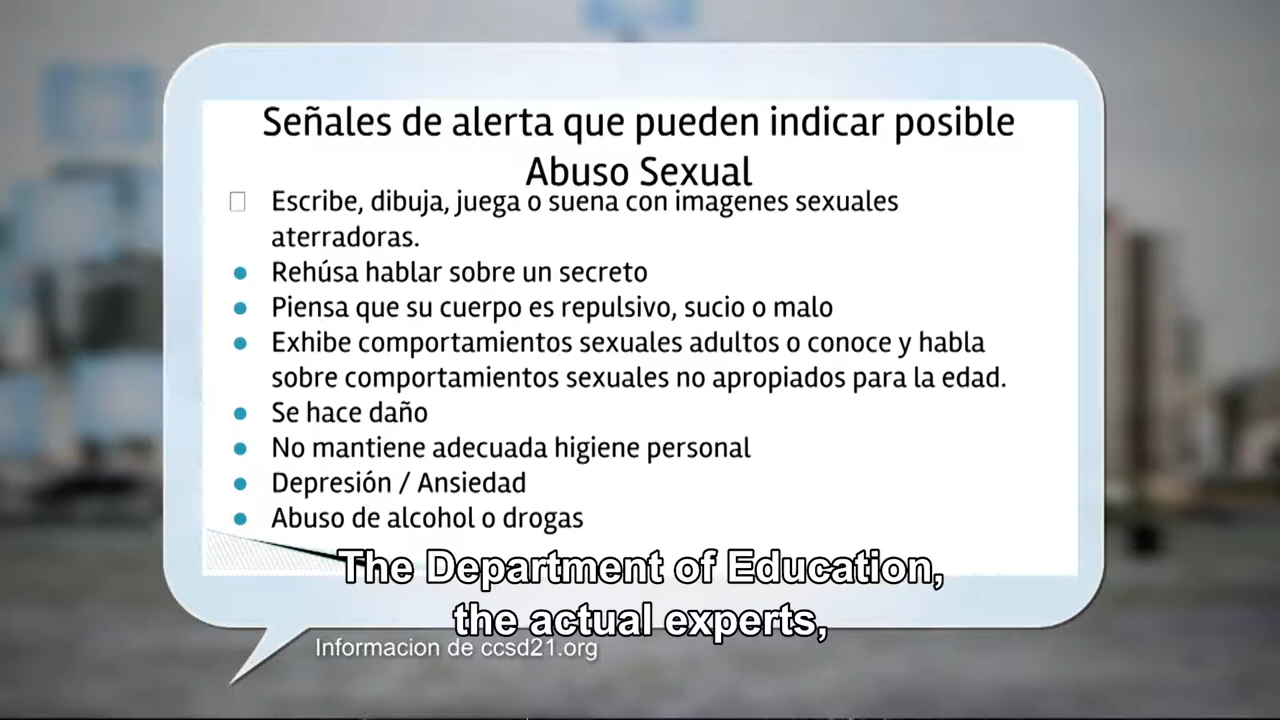 Señales de alerta que pueden indicar posible
Abuso Sexual
Escribe, dibuja, juega o suena con imagenes sexuales
aterradoras.
Rehúsa hablar sobre un secreto
Piensa que su cuerpo es repulsivo, sucio o malo
Exhibe comportamientos sexuales adultos o conoce y habla
sobre comportamientos sexuales no apropiados para la edad.
Se hace daño
No mantiene adecuada higiene personal
Depresión / Ansiedad
Abuso de alcohol o drogas
The Department of Education,
the actual experts,
Informacion de ccsd21.org